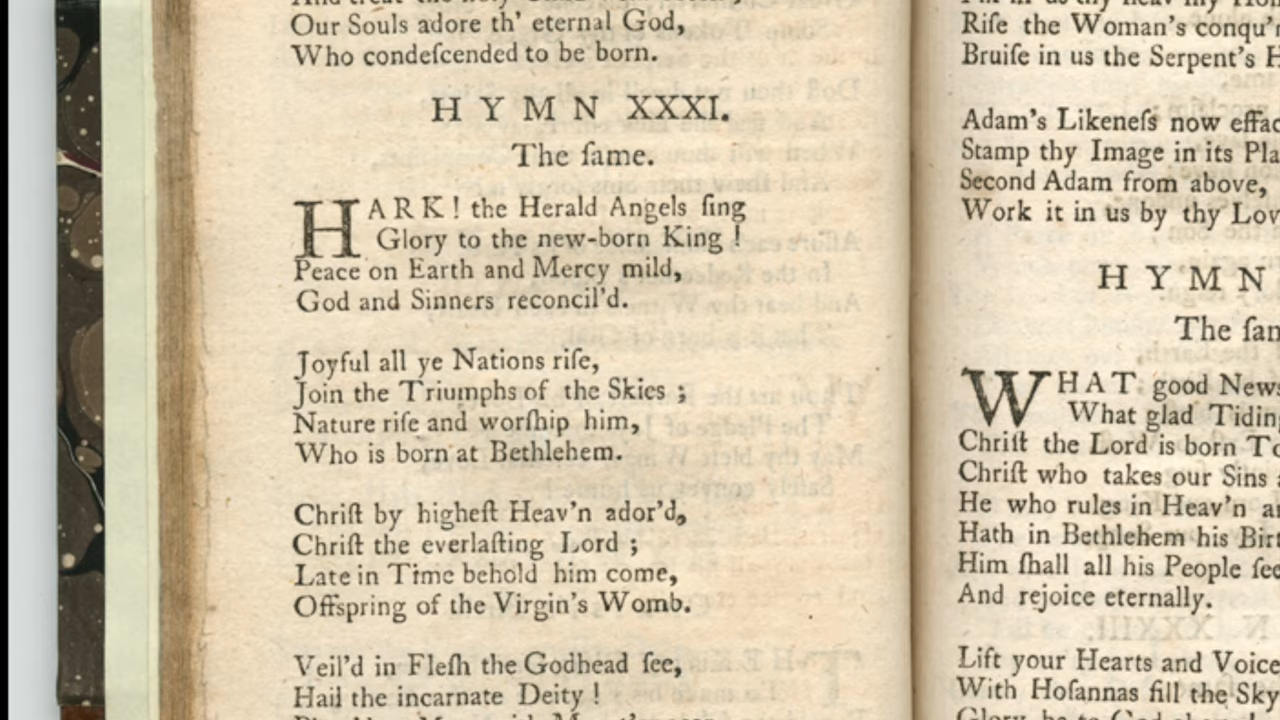 Our Souls adore th' eternal God,
Who condeſcended to be born.
HYMN XXXI.
The ſame.
HARK! the Herald Angels ſing
Glory to the new-born King!
Peace on Earth and Mercy mild,
God and Sinners reconcil'd.
Joyful all ye Nations riſe,
Join the Triumphs of the Skies;
Nature riſe and worſhip him,
Who is born at Bethlehem.
Chriſt by higheſt Heav'n ador'd,
Chriſt the everlaſting Lord;
Late in Time behold him come,
Offspring of the Virgin's Womb.
Veil'd in Fleſh the Godhead ſee,
Hail the incarnate Deity!
Riſe the Woman's conqu'r
Bruiſe in us the Serpent's H
Adam's Likeneſs now effac
Stamp thy Image in its Pla
Second Adam from above,
Work it in us by thy Lov
HYMN
The ſam
WHAT good News
What glad Tiding
Chriſt the Lord is born To
Chriſt who takes our Sins a
He who rules in Heav'n an
Hath in Bethlehem his Birt
Him ſhall all his People ſee
And rejoice eternally.
Lift your Hearts and Voice
With Hoſannas fill the Sky